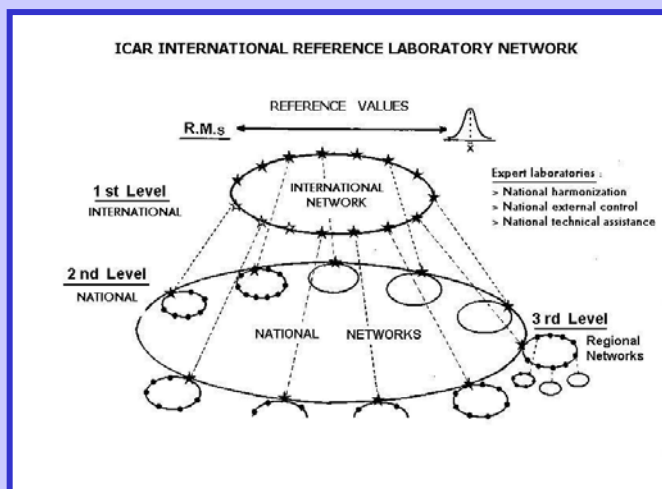 ICAR INTERNATIONAL REFERENCE LABORATORY NETWORK
REFERENCE VALUES
R.M.s
x̄
1 st Level
INTERNATIONAL
INTERNATIONAL
NETWORK
Expert laboratories :
> National harmonization
> National external control
> National technical assistance
2 nd Level
NATIONAL
NATIONAL NETWORKS
3 rd Level
Regional
Networks